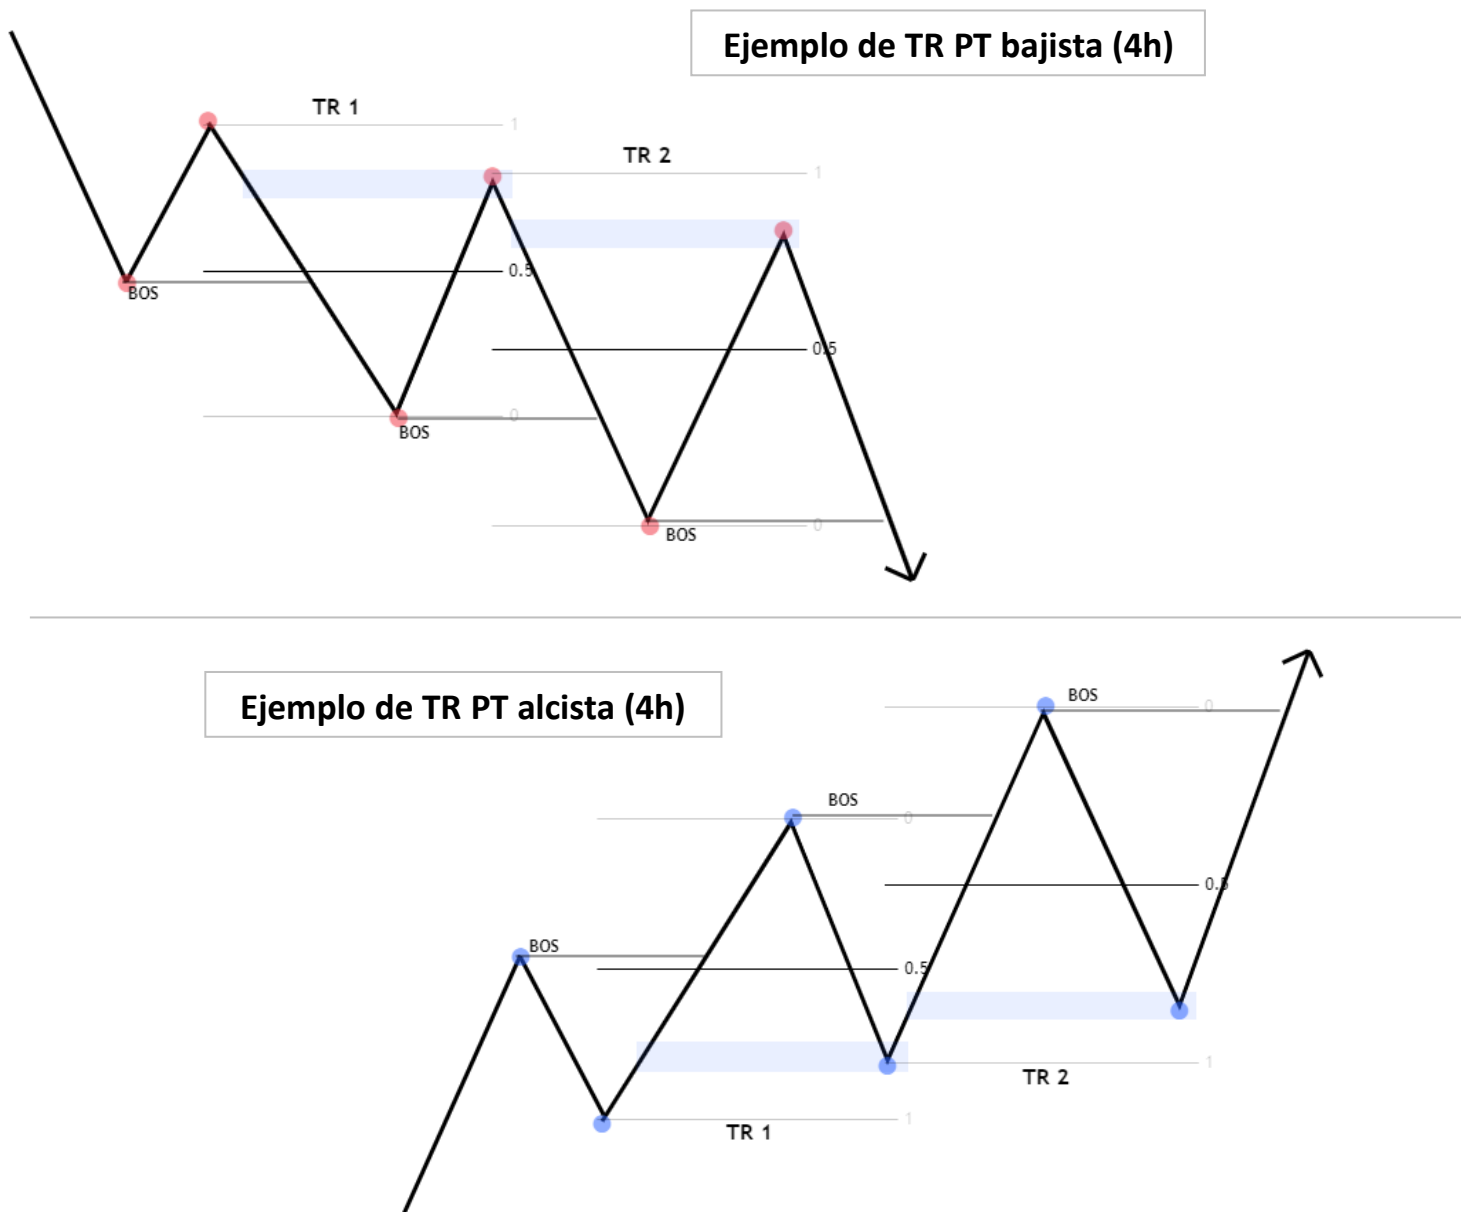 Ejemplo de TR PT bajista (4h)
TR 1
1
TR 2
1
0.5
BOS
0.5
0
BOS
0
BOS
Ejemplo de TR PT alcista (4h)
BOS
0
BOS
0
0.5
BOS
0.5
1
TR 2
1
TR 1